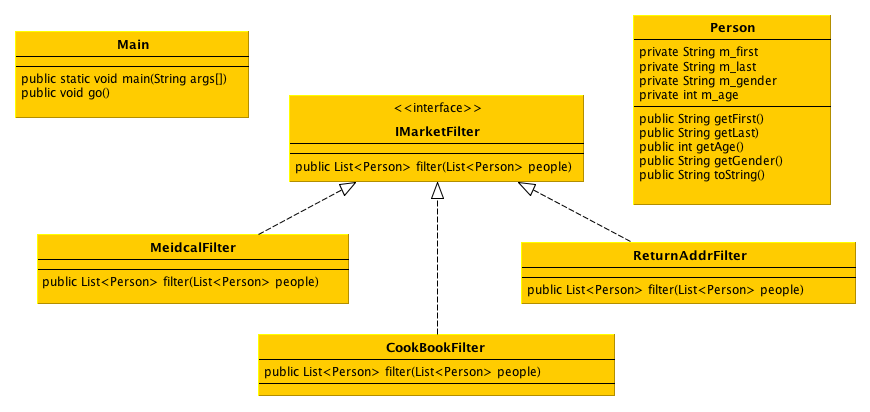 Main
public static void main(String args[])
public void go()
Person
private String m_first
private String m_last
private String m_gender
private int m_age
public String getFirst()
public String getLast)
public int getAge()
public String getGender()
public String toString()
<<interface>>
IMarketFilter
public List<Person> filter(List<Person> people)
MeidcalFilter
public List<Person> filter(List<Person> people)
ReturnAddrFilter
public List<Person> filter(List<Person> people)
CookBookFilter
public List<Person> filter(List<Person> people)